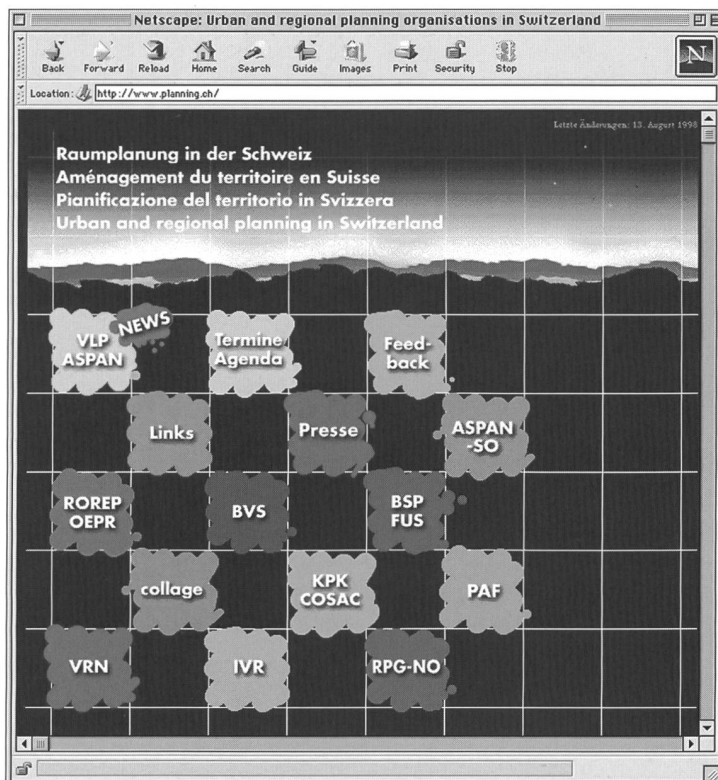 Netscape: Urban and regional planning organisations in Switzerland
Back Forward Reload Home Search Guide Images Print Security Stop
N
Location: http://www.planning.ch/
Letzte Änderungen: 13. August 1998
Raumplanung in der Schweiz
Aménagement du territoire en Suisse
Pianificazione del territorio in Svizzera
Urban and regional planning in Switzerland
VLP
ASPAN
NEWS
Termine
Agenda
Feed-
back
Links
Presse
ASPAN
-SO
ROREP
OEPR
BVS
BSP
FUS
collage
KPK
COSAC
PAF
VRN
IVR
RPG-NO